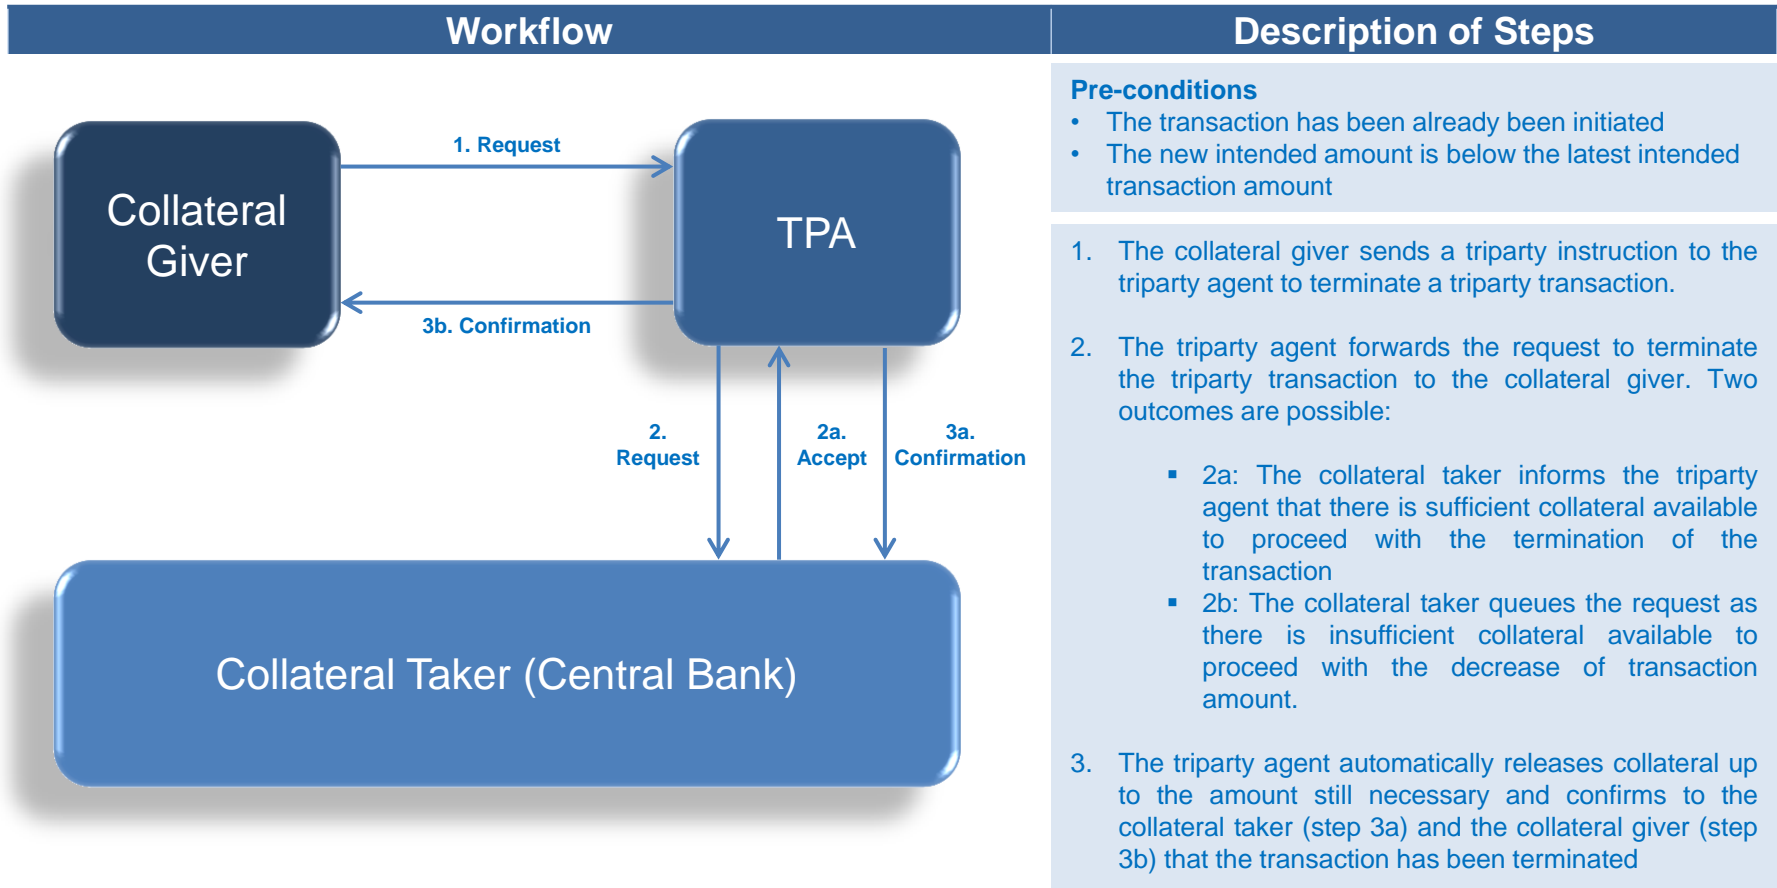 Workflow
Description of Steps
Collateral
Giver
1. Request
TPA
3b. Confirmation
2.
Request
2a.
Accept
3a.
Confirmation
Collateral Taker (Central Bank)
Pre-conditions
• The transaction has been already been initiated
• The new intended amount is below the latest intended
transaction amount
1. The collateral giver sends a triparty instruction to the
triparty agent to terminate a triparty transaction.
2. The triparty agent forwards the request to terminate
the triparty transaction to the collateral giver. Two
outcomes are possible:
▪ 2a: The collateral taker informs the triparty
agent that there is sufficient collateral available
to proceed with the termination of the
transaction
▪ 2b: The collateral taker queues the request as
there is insufficient collateral available to
proceed with the decrease of transaction
amount.
3. The triparty agent automatically releases collateral up
to the amount still necessary and confirms to the
collateral taker (step 3a) and the collateral giver (step
3b) that the transaction has been terminated